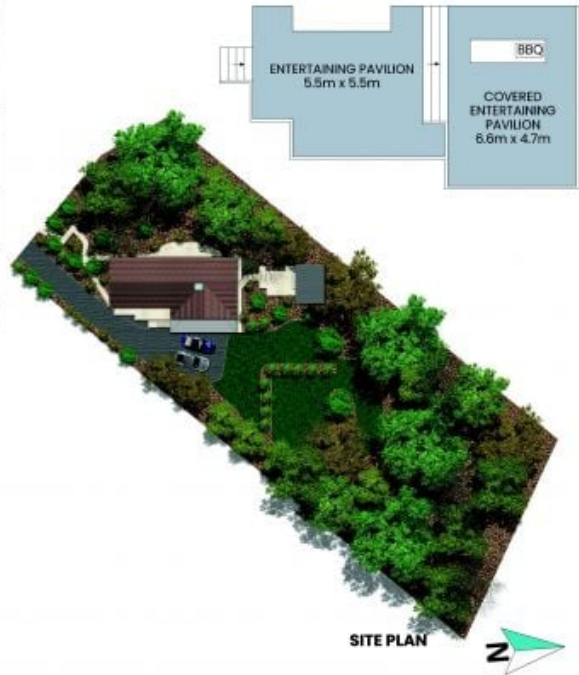 BBQ
ENTERTAINING PAVILION
5.5m x 5.5m
COVERED
ENTERTAINING
PAVILION
6.6m x 4.7m
SITE PLAN
N